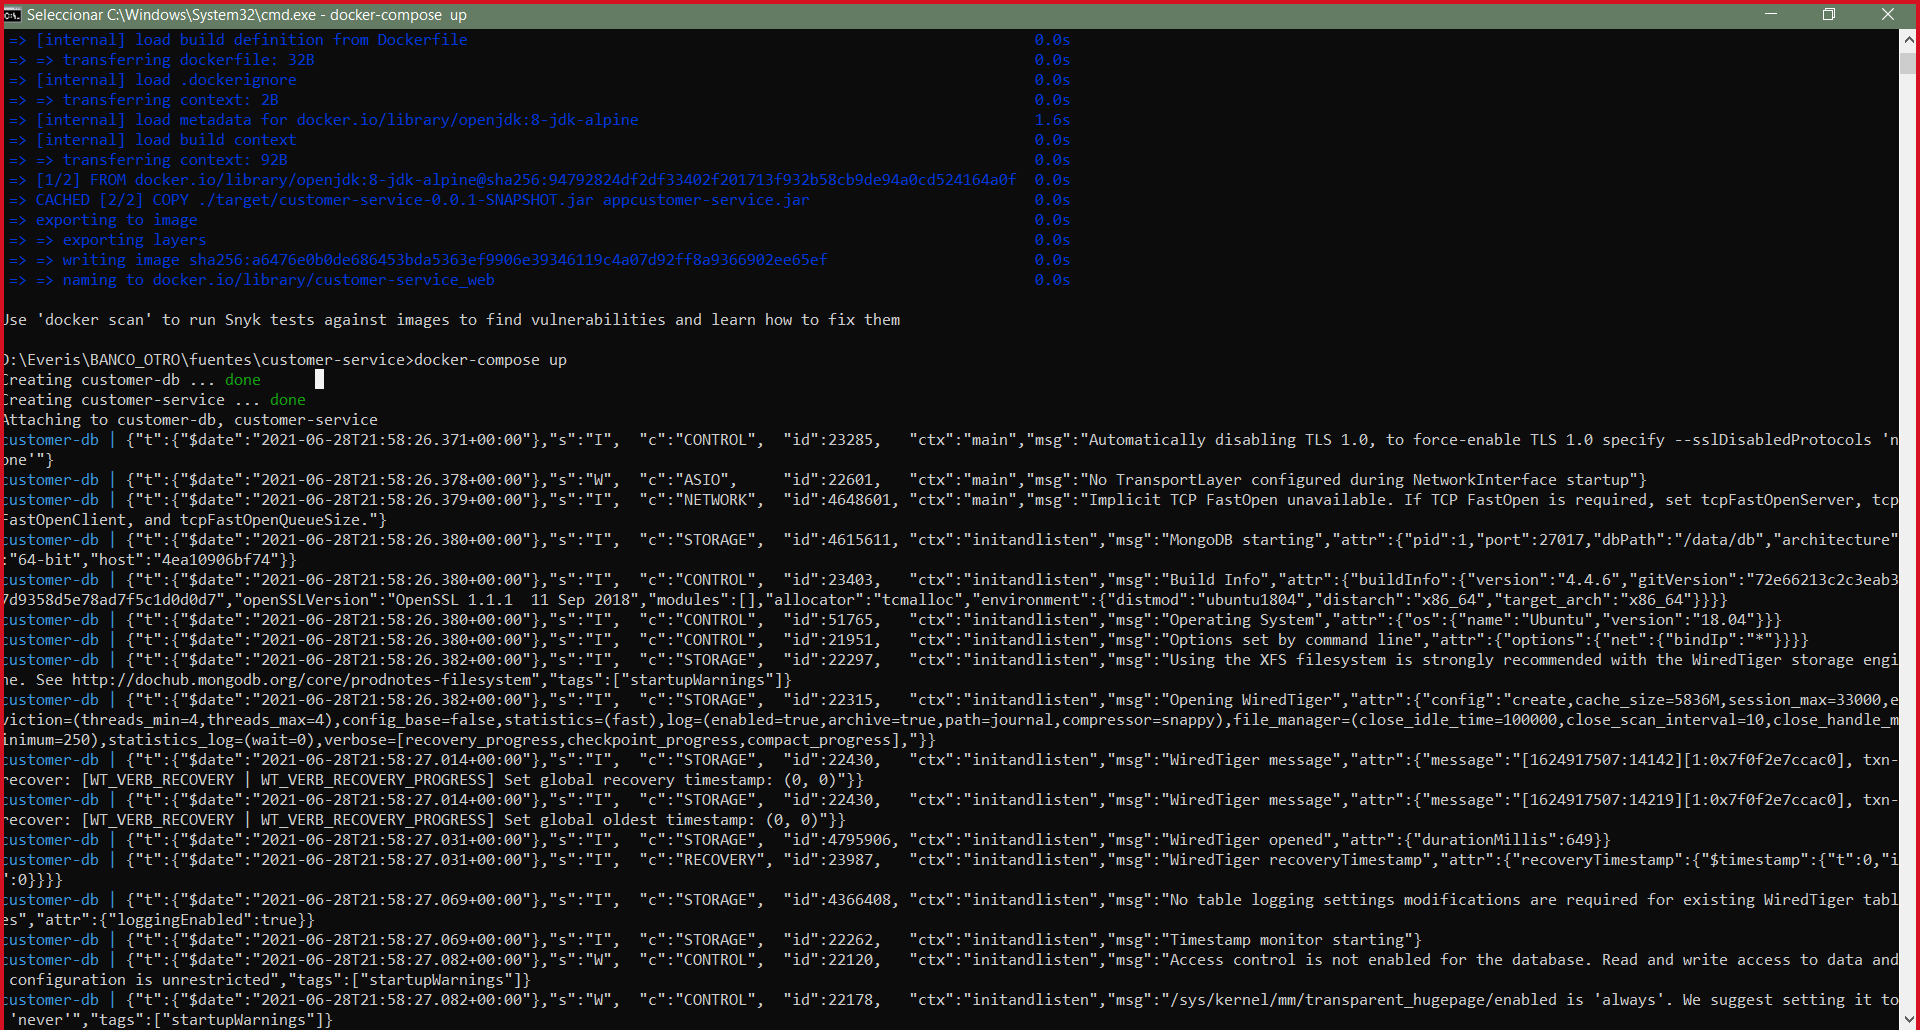 Seleccionar C:\Windows\System32\cmd.exe - docker-compose  up
=> [internal] load build definition from Dockerfile 0.0s
=> => transferring dockerfile: 32B 0.0s
=> [internal] load .dockerignore 0.0s
=> => transferring context: 2B 0.0s
=> [internal] load metadata for docker.io/library/openjdk:8-jdk-alpine 1.6s
=> [internal] load build context 0.0s
=> => transferring context: 92B 0.0s
=> [1/2] FROM docker.io/library/openjdk:8-jdk-alpine@sha256:94792824df2df33402f201713f932b58cb9de94a0cd524164a0f 0.0s
=> CACHED [2/2] COPY ./target/customer-service-0.0.1-SNAPSHOT.jar appcustomer-service.jar 0.0s
=> exporting to image 0.0s
=> => exporting layers 0.0s
=> => writing image sha256:a6476e0b0de686453bda5363ef9906e39346119c4a07d92ff8a9366902ee65ef 0.0s
=> => naming to docker.io/library/customer-service_web 0.0s
Use 'docker scan' to run Snyk tests against images to find vulnerabilities and learn how to fix them
D:\Everis\BANCO_OTRO\fuentes\customer-service>docker-compose up
Creating customer-db ... done
Creating customer-service ... done
Attaching to customer-db, customer-service
customer-db | {"t":{"$date":"2021-06-28T21:58:26.371+00:00"},"s":"I",  "c":"CONTROL",  "id":23285,   "ctx":"main","msg":"Automatically disabling TLS 1.0, to force-enable TLS 1.0 specify --sslDisabledProtocols 'n
one'"}
customer-db | {"t":{"$date":"2021-06-28T21:58:26.378+00:00"},"s":"W",  "c":"ASIO",     "id":22601,   "ctx":"main","msg":"No TransportLayer configured during NetworkInterface startup"}
customer-db | {"t":{"$date":"2021-06-28T21:58:26.379+00:00"},"s":"I",  "c":"NETWORK",  "id":4648601, "ctx":"main","msg":"Implicit TCP FastOpen unavailable. If TCP FastOpen is required, set tcpFastOpenServer, tcp
FastOpenClient, and tcpFastOpenQueueSize."}
customer-db | {"t":{"$date":"2021-06-28T21:58:26.380+00:00"},"s":"I",  "c":"STORAGE",  "id":4615611, "ctx":"initandlisten","msg":"MongoDB starting","attr":{"pid":1,"port":27017,"dbPath":"/data/db","architecture"
:"64-bit","host":"4ea10906bf74"}}
customer-db | {"t":{"$date":"2021-06-28T21:58:26.380+00:00"},"s":"I",  "c":"CONTROL",  "id":23403,   "ctx":"initandlisten","msg":"Build Info","attr":{"buildInfo":{"version":"4.4.6","gitVersion":"72e66213c2c3eab3
7d9358d5e78ad7f5c1d0d0d7","openSSLVersion":"OpenSSL 1.1.1  11 Sep 2018","modules":[],"allocator":"tcmalloc","environment":{"distmod":"ubuntu1804","distarch":"x86_64","target_arch":"x86_64"}}}}
customer-db | {"t":{"$date":"2021-06-28T21:58:26.380+00:00"},"s":"I",  "c":"CONTROL",  "id":51765,   "ctx":"initandlisten","msg":"Operating System","attr":{"os":{"name":"Ubuntu","version":"18.04"}}}
customer-db | {"t":{"$date":"2021-06-28T21:58:26.380+00:00"},"s":"I",  "c":"CONTROL",  "id":21951,   "ctx":"initandlisten","msg":"Options set by command line","attr":{"options":{"net":{"bindIp":"*"}}}}
customer-db | {"t":{"$date":"2021-06-28T21:58:26.382+00:00"},"s":"I",  "c":"STORAGE",  "id":22297,   "ctx":"initandlisten","msg":"Using the XFS filesystem is strongly recommended with the WiredTiger storage engi
ne. See http://dochub.mongodb.org/core/prodnotes-filesystem","tags":["startupWarnings"]}
customer-db | {"t":{"$date":"2021-06-28T21:58:26.382+00:00"},"s":"I",  "c":"STORAGE",  "id":22315,   "ctx":"initandlisten","msg":"Opening WiredTiger","attr":{"config":"create,cache_size=5836M,session_max=33000,e
viction=(threads_min=4,threads_max=4),config_base=false,statistics=(fast),log=(enabled=true,archive=true,path=journal,compressor=snappy),file_manager=(close_idle_time=100000,close_scan_interval=10,close_handle_m
inimum=250),statistics_log=(wait=0),verbose=[recovery_progress,checkpoint_progress,compact_progress],"}}
customer-db | {"t":{"$date":"2021-06-28T21:58:27.014+00:00"},"s":"I",  "c":"STORAGE",  "id":22430,   "ctx":"initandlisten","msg":"WiredTiger message","attr":{"message":"[1624917507:14142][1:0x7f0f2e7ccac0], txn-
recover: [WT_VERB_RECOVERY | WT_VERB_RECOVERY_PROGRESS] Set global recovery timestamp: (0, 0)"}}
customer-db | {"t":{"$date":"2021-06-28T21:58:27.014+00:00"},"s":"I",  "c":"STORAGE",  "id":22430,   "ctx":"initandlisten","msg":"WiredTiger message","attr":{"message":"[1624917507:14219][1:0x7f0f2e7ccac0], txn-
recover: [WT_VERB_RECOVERY | WT_VERB_RECOVERY_PROGRESS] Set global oldest timestamp: (0, 0)"}}
customer-db | {"t":{"$date":"2021-06-28T21:58:27.031+00:00"},"s":"I",  "c":"STORAGE",  "id":4795906, "ctx":"initandlisten","msg":"WiredTiger opened","attr":{"durationMillis":649}}
customer-db | {"t":{"$date":"2021-06-28T21:58:27.031+00:00"},"s":"I",  "c":"RECOVERY", "id":23987,   "ctx":"initandlisten","msg":"WiredTiger recoveryTimestamp","attr":{"recoveryTimestamp":{"$timestamp":{"t":0,"i
":0}}}}
customer-db | {"t":{"$date":"2021-06-28T21:58:27.069+00:00"},"s":"I",  "c":"STORAGE",  "id":4366408, "ctx":"initandlisten","msg":"No table logging settings modifications are required for existing WiredTiger tabl
es","attr":{"loggingEnabled":true}}
customer-db | {"t":{"$date":"2021-06-28T21:58:27.069+00:00"},"s":"I",  "c":"STORAGE",  "id":22262,   "ctx":"initandlisten","msg":"Timestamp monitor starting"}
customer-db | {"t":{"$date":"2021-06-28T21:58:27.082+00:00"},"s":"W",  "c":"CONTROL",  "id":22120,   "ctx":"initandlisten","msg":"Access control is not enabled for the database. Read and write access to data and
configuration is unrestricted","tags":["startupWarnings"]}
customer-db | {"t":{"$date":"2021-06-28T21:58:27.082+00:00"},"s":"W",  "c":"CONTROL",  "id":22178,   "ctx":"initandlisten","msg":"/sys/kernel/mm/transparent_hugepage/enabled is 'always'. We suggest setting it to
'never'","tags":["startupWarnings"]}